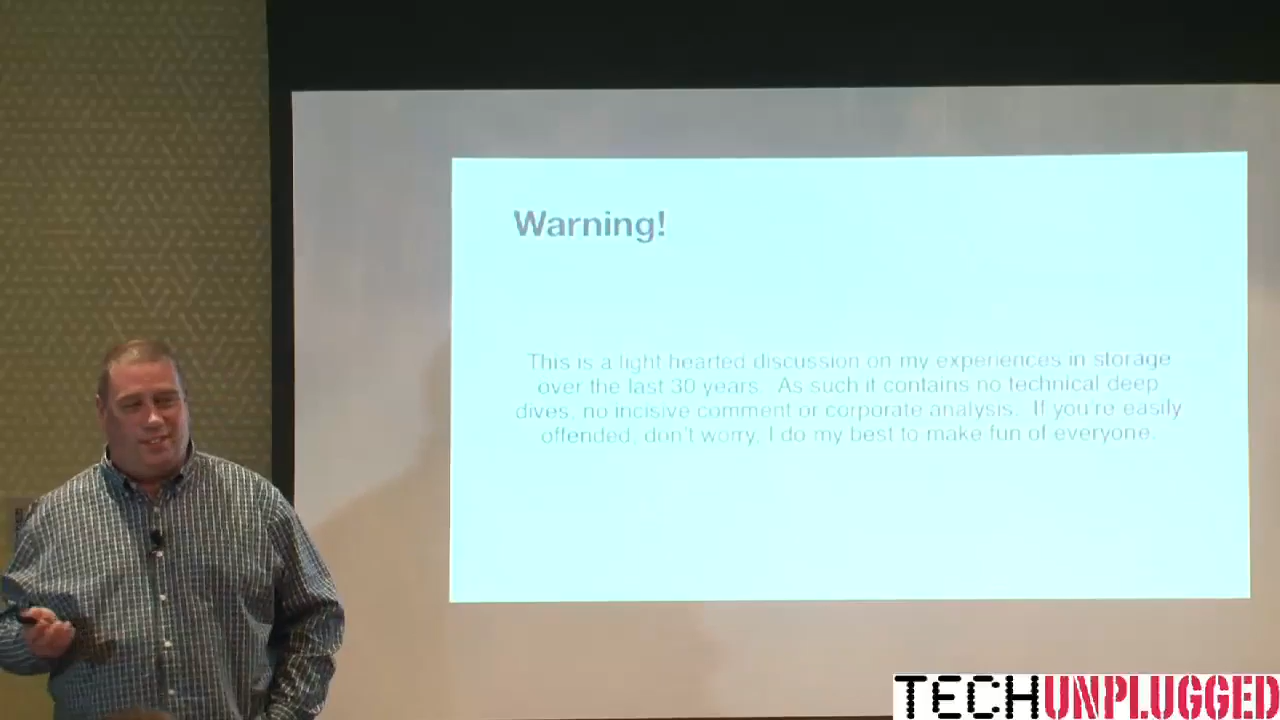 Warning!
This is a light hearted discussion on my experiences in storage
over the last 30 years. As such it contains no technical deep
dives, no incisive comment or corporate analysis. If you're easily
offended, don't worry, I do my best to make fun of everyone.
TECHUNPLUGGED